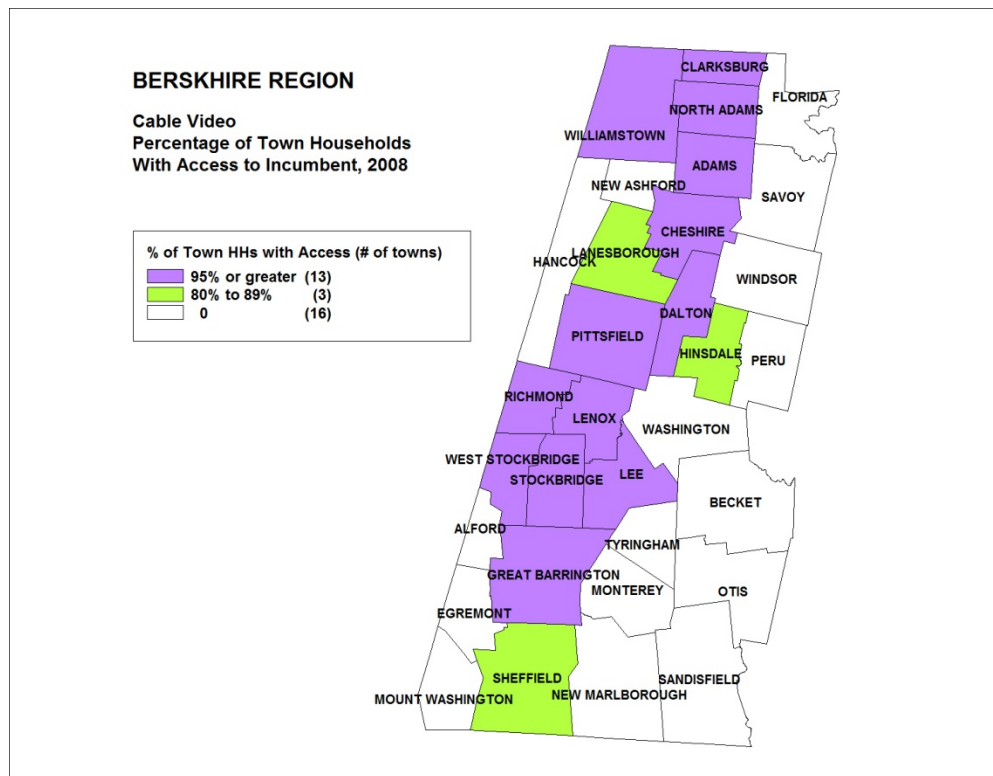 BERSKHIRE REGION
Cable Video
Percentage of Town Households
With Access to Incumbent, 2008
% of Town HHs with Access (# of towns)
95% or greater (13)
80% to 89% (3)
0 (16)
CLARKSBURG
FLORIDA
NORTH ADAMS
WILLIAMSTOWN
ADAMS
NEW ASHFORD
SAVOY
CHESHIRE
LANESBOROUGH
HANCOCK
WINDSOR
DALTON
PITTSFIELD
HINSDALE
PERU
RICHMOND
LENOX
WASHINGTON
WEST STOCKBRIDGE
STOCKBRIDGE
LEE
BECKET
ALFORD
TYRINGHAM
GREAT BARRINGTON
MONTEREY
OTIS
EGREMONT
SHEFFIELD
SANDISFIELD
MOUNT WASHINGTON
NEW MARLBOROUGH